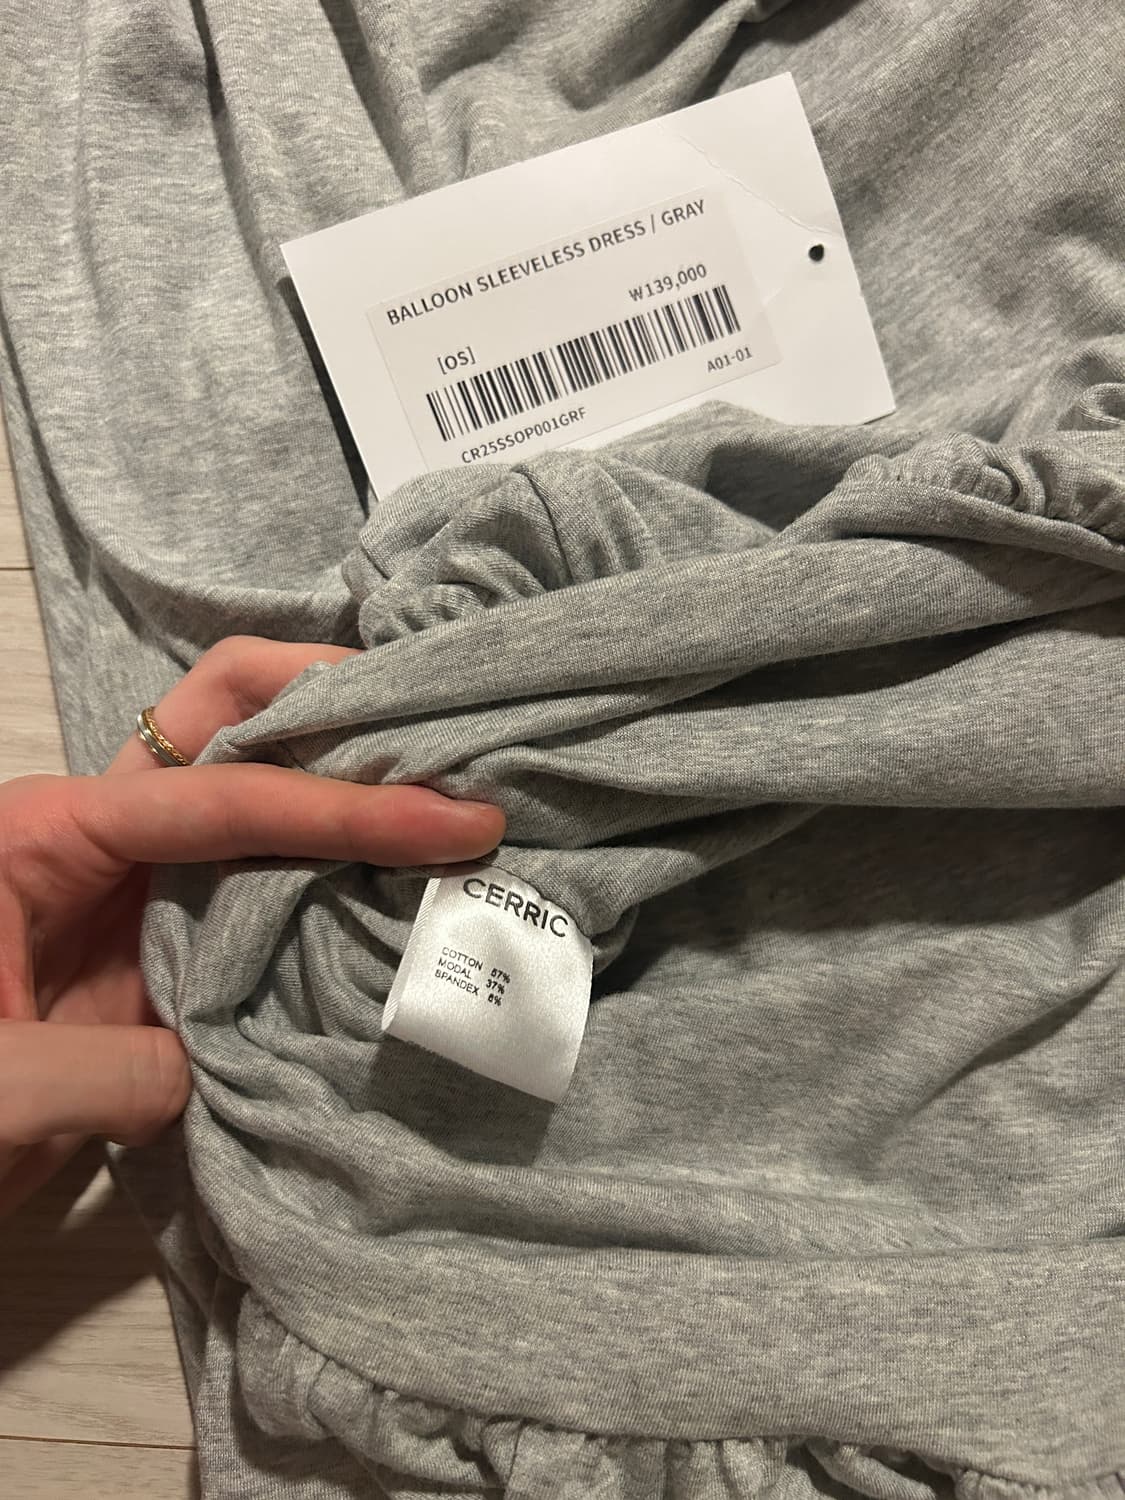 BALLOON SLEEVELESS DRESS / GRAY
₩139,000
[OS]
A01-01
CR25SSOP001GRF
CERRIC
COTTON 57%
MODAL 37%
SPANDEX 6%